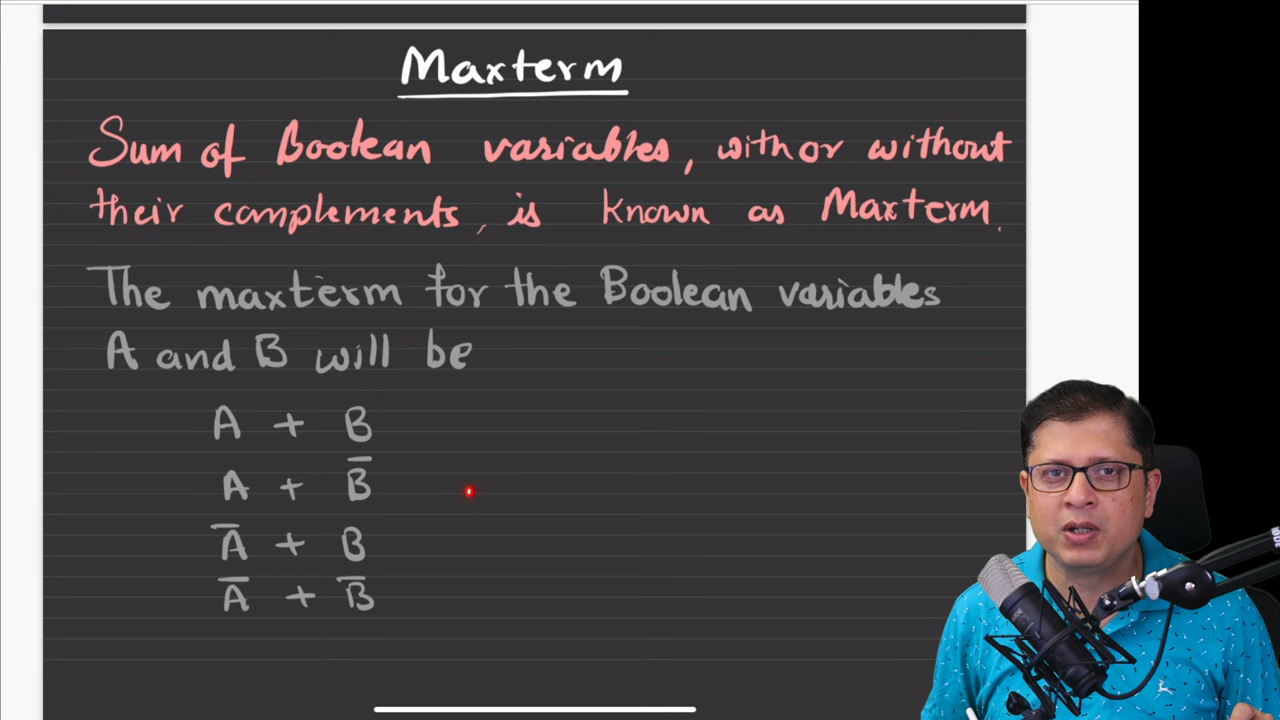 Maxterm
Sum of Boolean variables, with or without
their complements, is known as Maxterm.
The maxterm for the Boolean variables
A and B will be
A + B
A + B̅
A̅ + B
A̅ + B̅